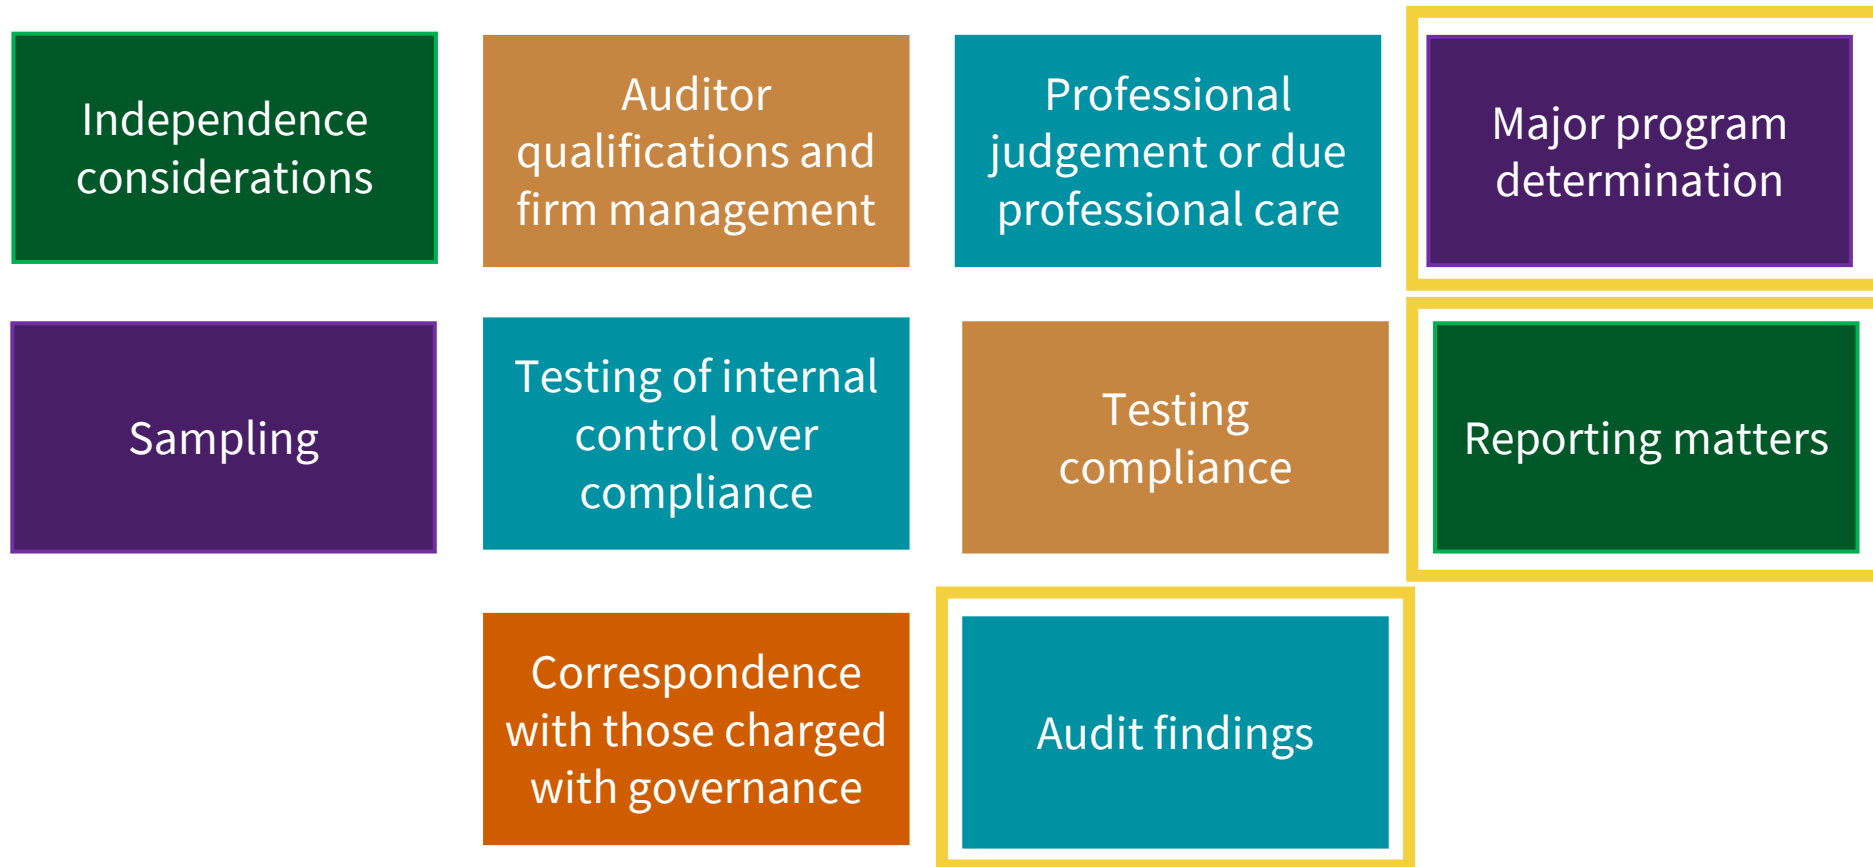 Independence
considerations
Auditor
qualifications and
firm management
Professional
judgement or due
professional care
Major program
determination
Sampling
Testing of internal
control over
compliance
Testing
compliance
Reporting matters
Correspondence
with those charged
with governance
Audit findings